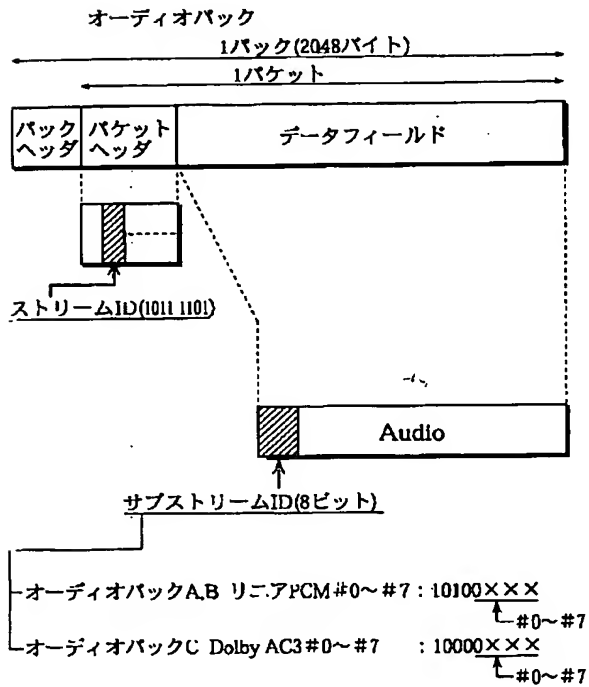 オーディオパック
1パック(2048バイト)
1パケット
パック
ヘッダ
パケット
ヘッダ
データフィールド
ストリームID(1011 1101)
Audio
サブストリームID(8ビット)
オーディオパックA,B リニアPCM#0〜#7 : 10100×××
#0〜#7
オーディオパックC Dolby AC3#0〜#7 : 10000×××
#0〜#7